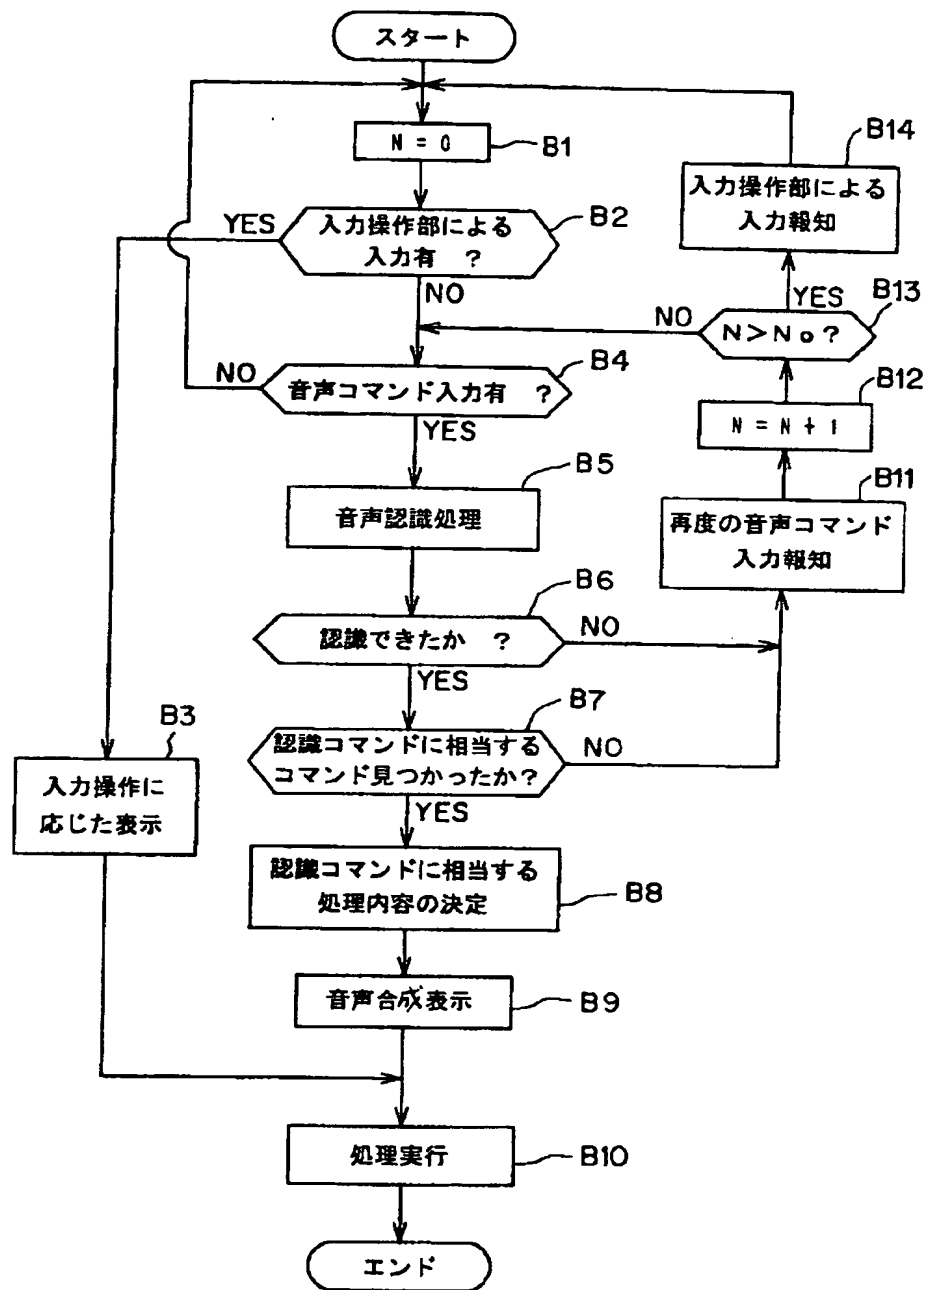 スタート
N = 0
B1
B14
入力操作部による
入力報知
YES
入力操作部による
入力有 ?
B2
NO
YES
B13
NO
N>No?
NO
音声コマンド入力有 ?
B4
B12
N = N + 1
YES
B5
音声認識処理
B11
再度の音声コマンド
入力報知
B6
認識できたか ?
NO
YES
B7
認識コマンドに相当する
コマンド見つかったか?
NO
B3
入力操作に
応じた表示
YES
認識コマンドに相当する
処理内容の決定
B8
音声合成表示
B9
処理実行
B10
エンド